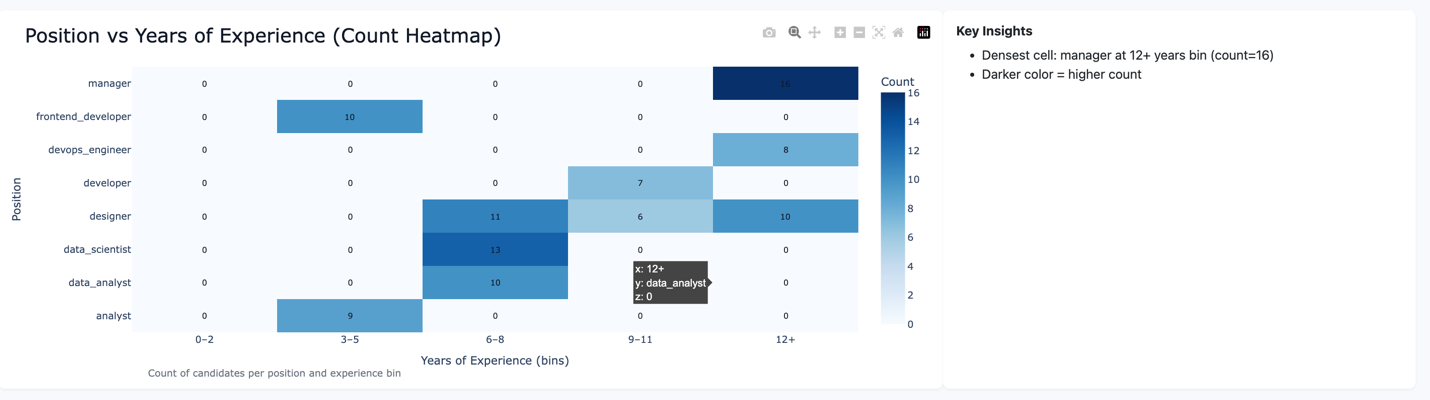 Position vs Years of Experience (Count Heatmap)
Key Insights
• Densest cell: manager at 12+ years bin (count=16)
• Darker color = higher count
Count
Position
manager 0 0 0 0 16
frontend_developer 0 10 0 0 0
devops_engineer 0 0 0 0 8
developer 0 0 0 7 0
designer 0 0 11 6 10
data_scientist 0 0 13 0 0
data_analyst 0 0 10 0
analyst 0 9 0 0 0
x: 12+
y: data_analyst
z: 0
0–2 3–5 6–8 9–11 12+
Years of Experience (bins)
Count of candidates per position and experience bin
16
14
12
10
8
6
4
2
0